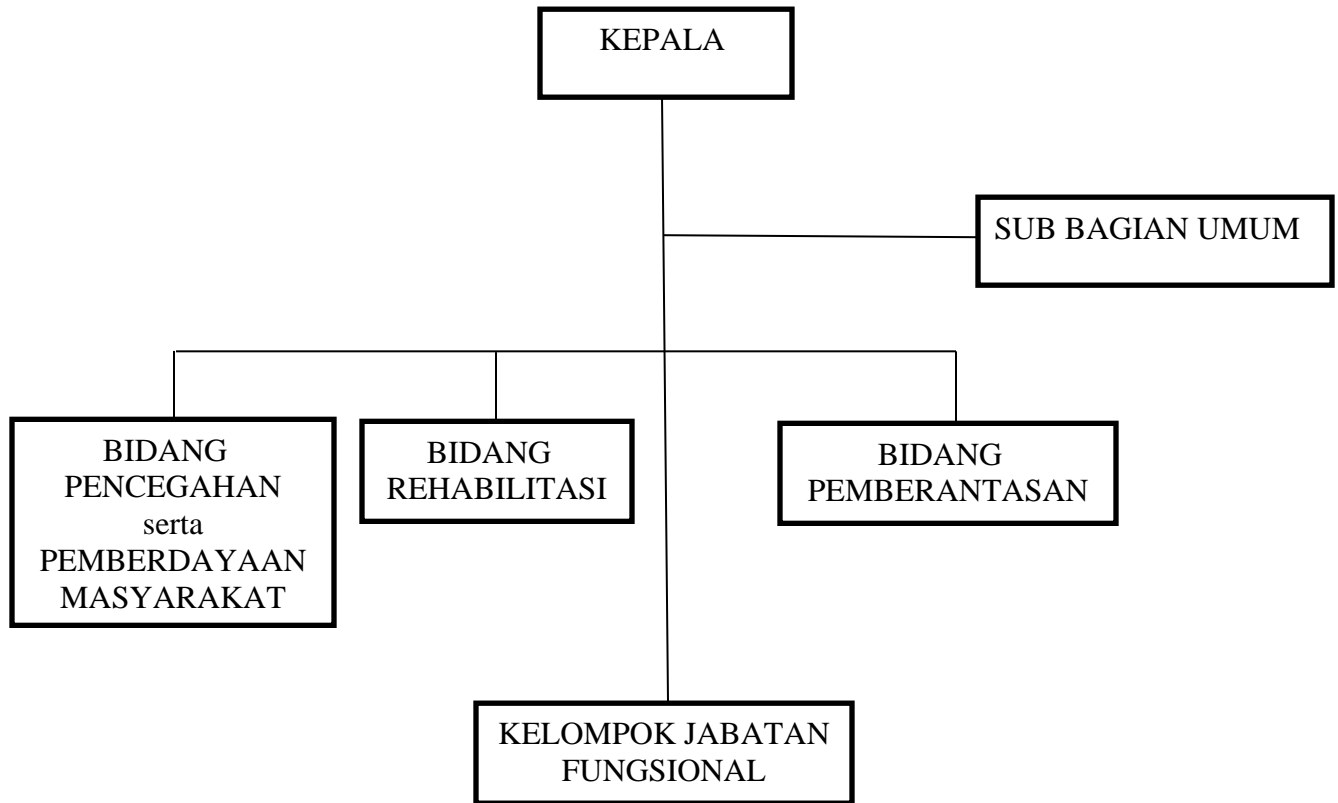 KEPALA
SUB BAGIAN UMUM
BIDANG
PENCEGAHAN
serta
PEMBERDAYAAN
MASYARAKAT
BIDANG
REHABILITASI
BIDANG
PEMBERANTASAN
KELOMPOK JABATAN
FUNGSIONAL